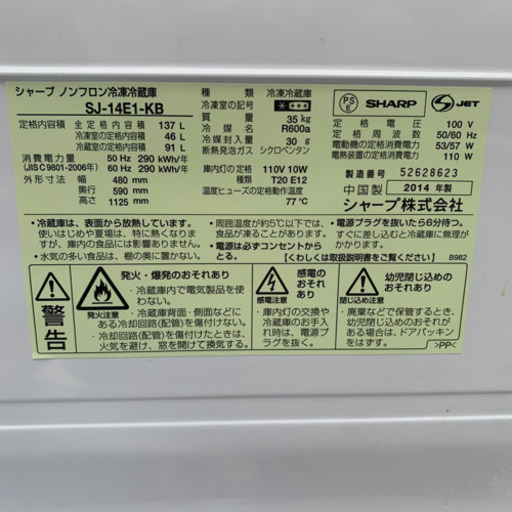 シャープ ノンフロン冷凍冷蔵庫
SJ-14E1-KB
定格内容積 全定格内容積 137 L
冷凍室の定格内容積 46 L
冷蔵室の定格内容積 91 L
消費電力量 50 Hz 290 kWh/年
(JIS C 9801-2006年) 60 Hz 290 kWh/年
外形寸法 幅 480 mm
奥行 590 mm
高さ 1125 mm
種類 冷凍冷蔵庫
冷凍室の記号
質量 35 kg
冷媒名 R600a
冷媒封入量 30 g
断熱発泡ガス シクロペンタン
庫内灯の定格 110V 10W
種類 T20 E12
温度ヒューズの定格動作温度
77 ℃
PS
E
SHARP
S JET
定格電圧 100 V
定格周波数 50/60 Hz
電動機の定格消費電力 53/57 W
電熱装置の定格消費電力 110 W
製造番号 52628623
中国製 2014 年製
シャープ株式会社
・冷蔵庫は、表面から放熱しています。
使いはじめや夏場は、特に熱く感じますが、庫内の食品には影響ありません。
・水気の多い食品は、棚の奥に置かない。
・周囲温度が約5℃以下では、食品は凍結することがある。
・電源は必ずコンセントからとる。
・電源プラグを抜いたら6分待つ。
すぐに差し込むと冷蔵庫に無理がかかります。
【くわしくは取扱説明書をご覧ください】
B982
警告
発火注意
発火・爆発のおそれあり
・冷蔵庫内で電気製品を使わない。
・冷蔵庫背面・側面などにある冷却回路(配管)を傷付けない。
・冷却回路(配管)を傷付けたときは、火気を避け、窓を開けて換気する。
感電注意
感電のおそれあり
・庫内灯の交換や冷蔵庫のお手入れ時は、電源プラグを抜く。
幼児閉じ込めのおそれあり
・廃棄などで保管するとき、幼児閉じ込めのおそれがある場合は、ドアパッキンをはずす。
>PP<